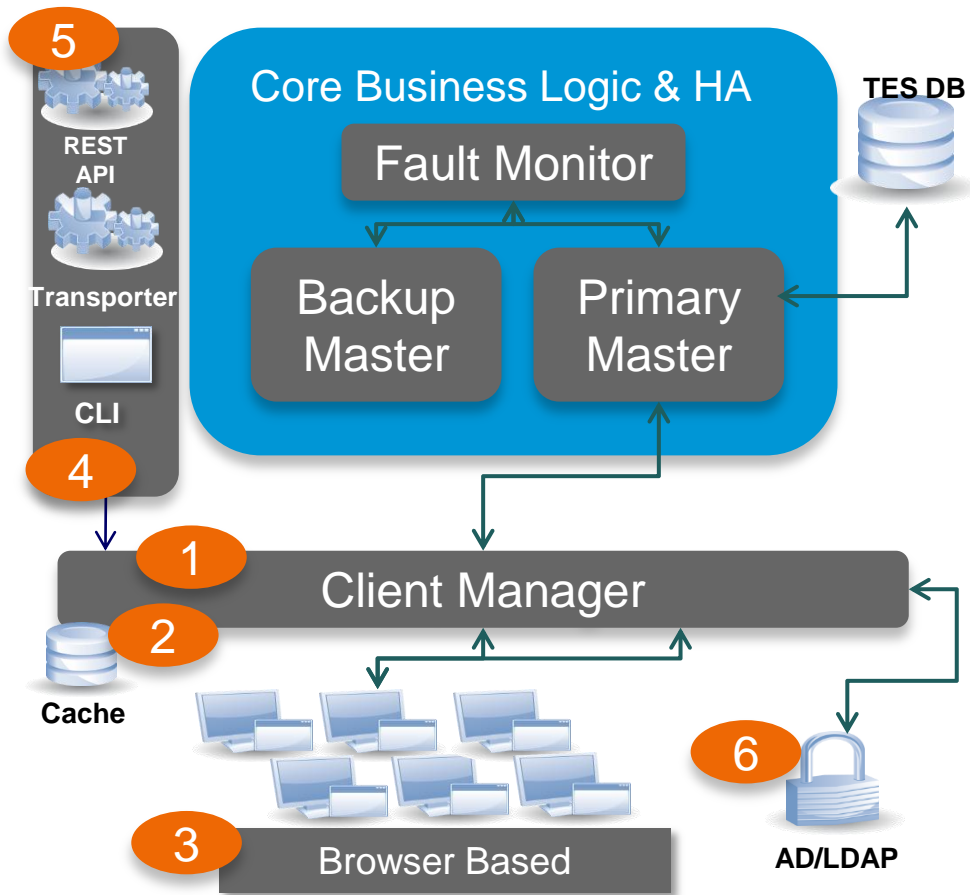 5
REST
API
Transporter
CLI
4
Core Business Logic & HA
Fault Monitor
Backup
Master
Primary
Master
TES DB
1
Client Manager
2
Cache
3
Browser Based
6
AD/LDAP